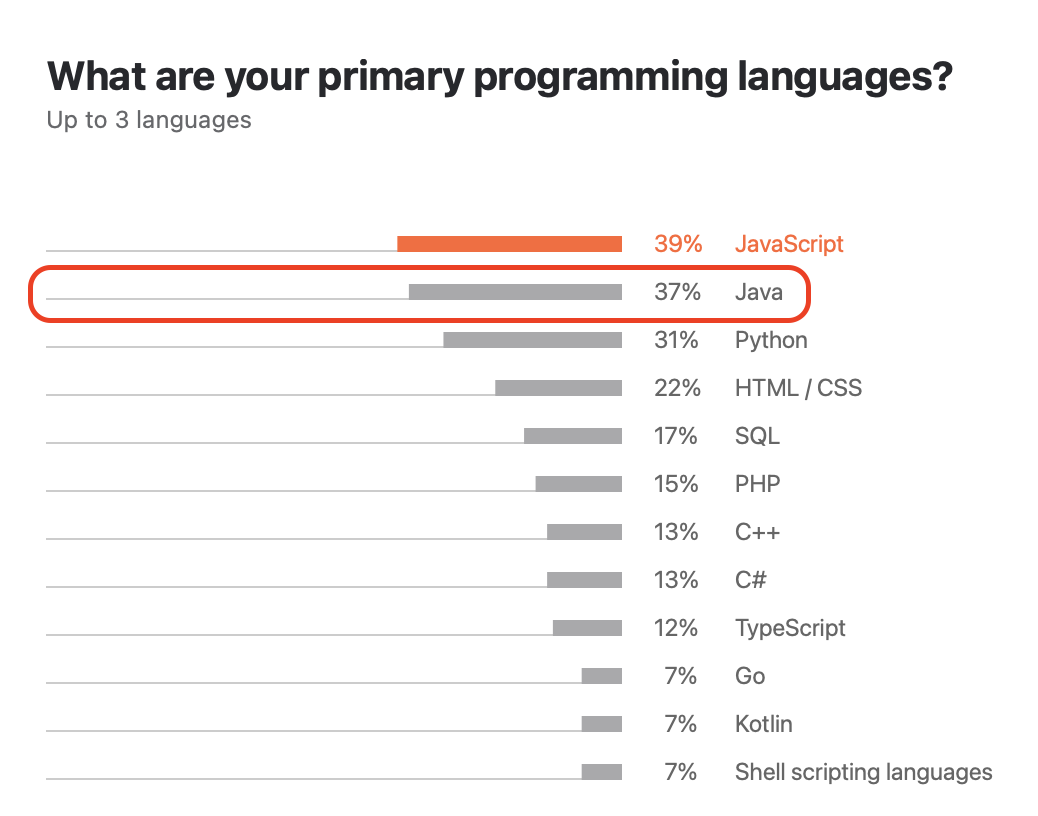 What are your primary programming languages?
Up to 3 languages
39% JavaScript
37% Java
31% Python
22% HTML / CSS
17% SQL
15% PHP
13% C++
13% C#
12% TypeScript
7% Go
7% Kotlin
7% Shell scripting languages